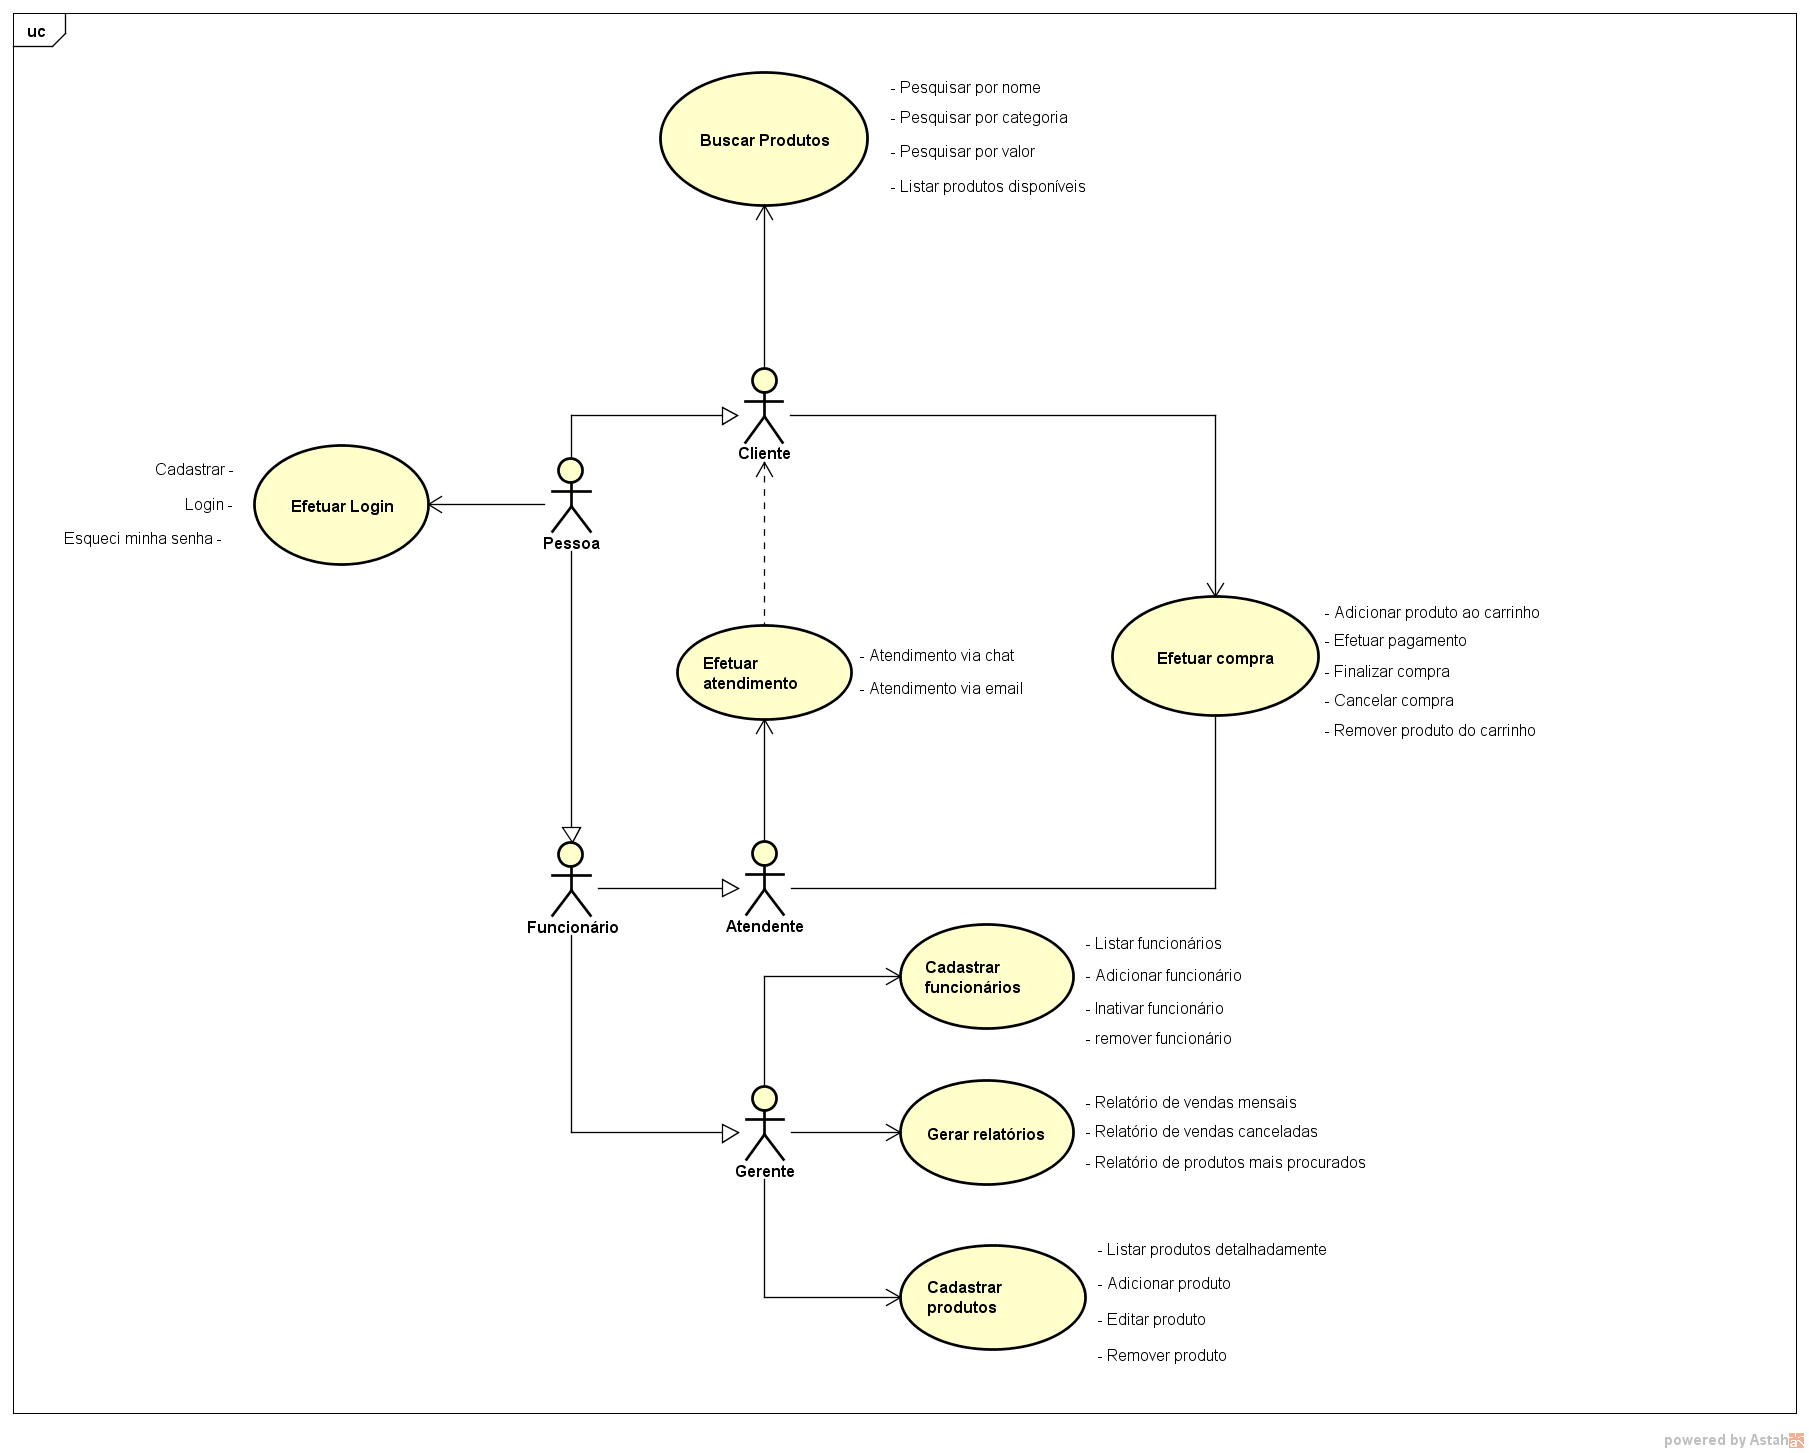 uc
Buscar Produtos
- Pesquisar por nome
- Pesquisar por categoria
- Pesquisar por valor
- Listar produtos disponíveis
Cliente
Cadastrar -
Login -
Esqueci minha senha -
Efetuar Login
Pessoa
Efetuar
atendimento
- Atendimento via chat
- Atendimento via email
Efetuar compra
- Adicionar produto ao carrinho
- Efetuar pagamento
- Finalizar compra
- Cancelar compra
- Remover produto do carrinho
Funcionário
Atendente
Cadastrar
funcionários
- Listar funcionários
- Adicionar funcionário
- Inativar funcionário
- remover funcionário
Gerente
Gerar relatórios
- Relatório de vendas mensais
- Relatório de vendas canceladas
- Relatório de produtos mais procurados
Cadastrar
produtos
- Listar produtos detalhadamente
- Adicionar produto
- Editar produto
- Remover produto
powered by Astah